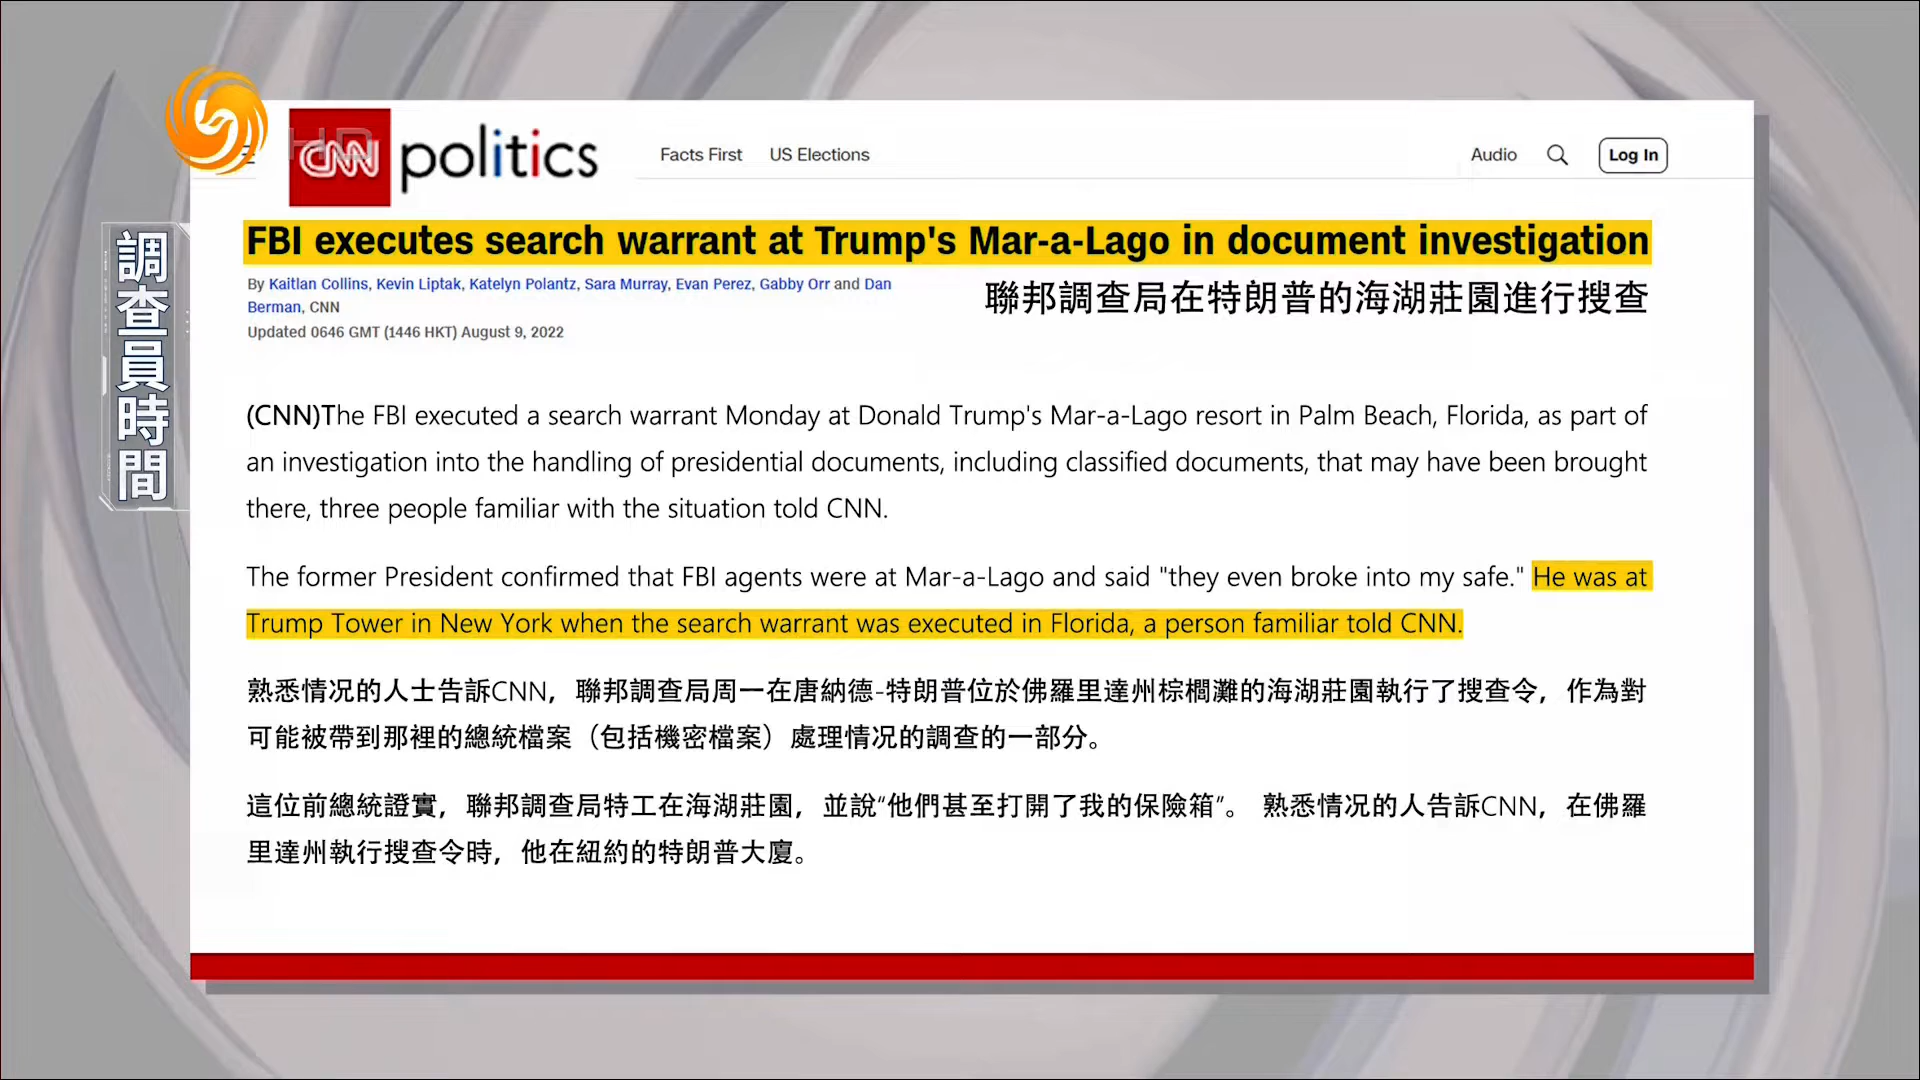 HD
CNN politics
Facts First
US Elections
Audio
Log In
調查員時間
FBI executes search warrant at Trump's Mar-a-Lago in document investigation
By Kaitlan Collins, Kevin Liptak, Katelyn Polantz, Sara Murray, Evan Perez, Gabby Orr and Dan
Berman, CNN
Updated 0646 GMT (1446 HKT) August 9, 2022
聯邦調查局在特朗普的海湖莊園進行搜查
(CNN)The FBI executed a search warrant Monday at Donald Trump's Mar-a-Lago resort in Palm Beach, Florida, as part of
an investigation into the handling of presidential documents, including classified documents, that may have been brought
there, three people familiar with the situation told CNN.
The former President confirmed that FBI agents were at Mar-a-Lago and said "they even broke into my safe." He was at
Trump Tower in New York when the search warrant was executed in Florida, a person familiar told CNN.
熟悉情况的人士告訴CNN，聯邦調查局周一在唐納德-特朗普位於佛羅里達州棕櫚灘的海湖莊園執行了搜查令，作為對
可能被帶到那裡的總統檔案（包括機密檔案）處理情况的調查的一部分。
這位前總統證實，聯邦調查局特工在海湖莊園，並說“他們甚至打開了我的保險箱”。 熟悉情况的人告訴CNN，在佛羅
里達州執行搜查令時，他在紐約的特朗普大廈。